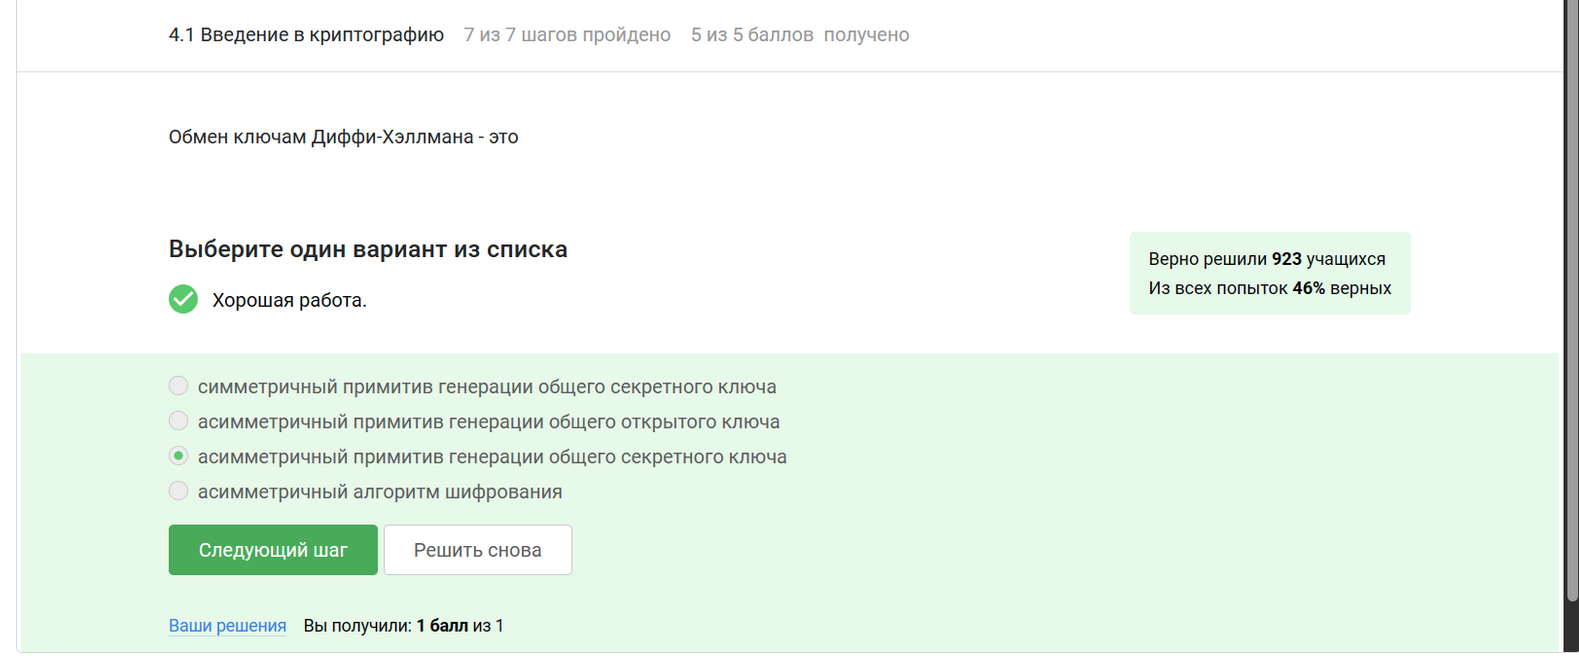 4.1 Введение в криптографию 7 из 7 шагов пройдено 5 из 5 баллов получено
Обмен ключам Диффи-Хэллмана - это
Выберите один вариант из списка
Хорошая работа.
Верно решили 923 учащихся
Из всех попыток 46% верных
симметричный примитив генерации общего секретного ключа
асимметричный примитив генерации общего открытого ключа
асимметричный примитив генерации общего секретного ключа
асимметричный алгоритм шифрования
Следующий шаг Решить снова
Ваши решения Вы получили: 1 балл из 1